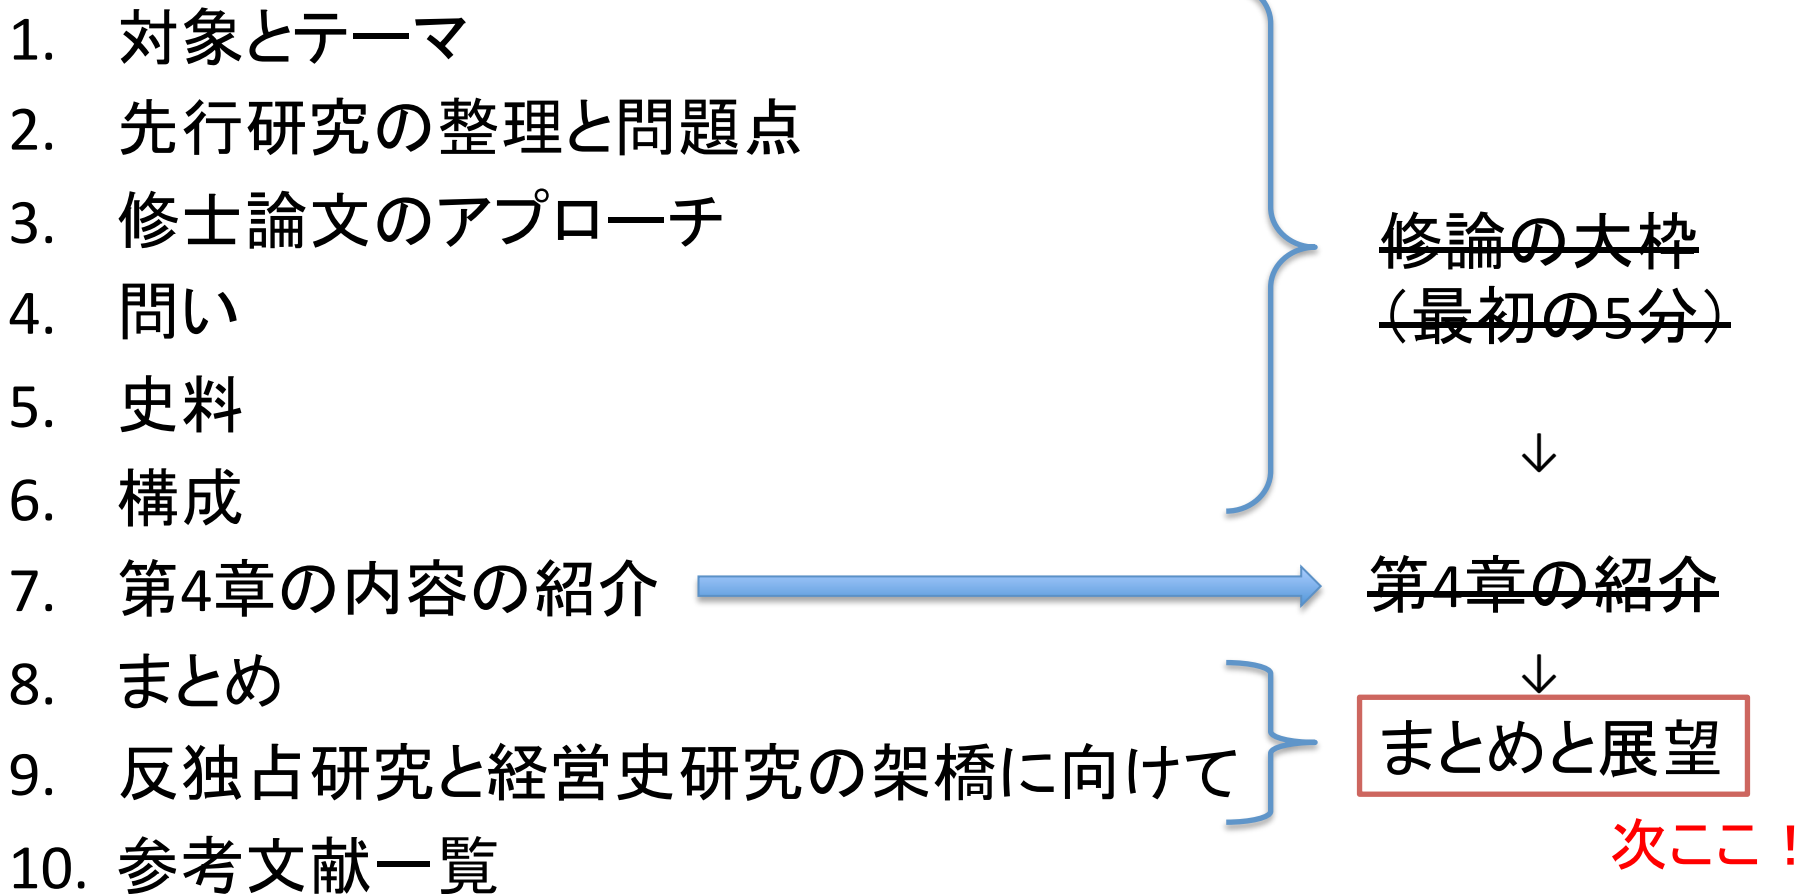 1. 対象とテーマ
2. 先行研究の整理と問題点
3. 修士論文のアプローチ
4. 問い
5. 史料
6. 構成
7. 第4章の内容の紹介
8. まとめ
9. 反独占研究と経営史研究の架橋に向けて
10. 参考文献一覧
修論の大枠
（最初の5分）
↓
第4章の紹介
↓
まとめと展望
次ここ！